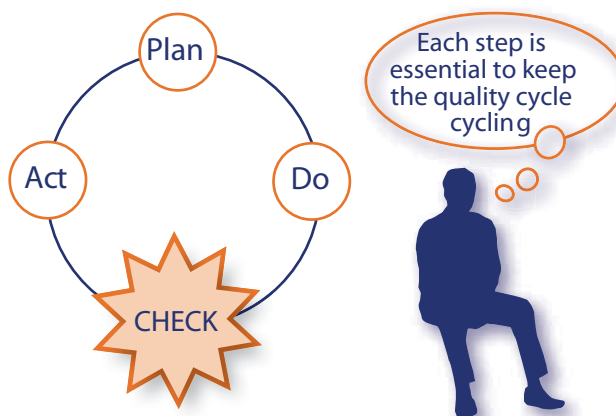 Plan
Each step is
essential to keep
the quality cycle
cycling
Act
Do
CHECK